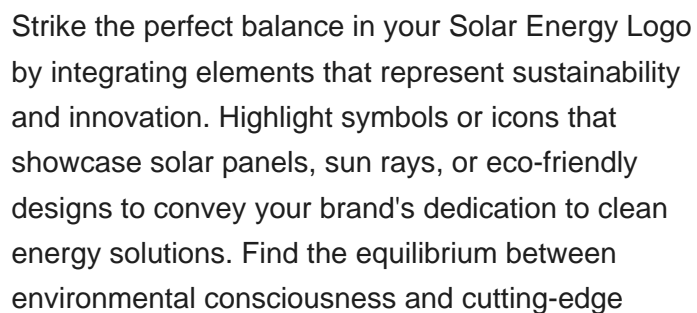 Strike the perfect balance in your Solar Energy Logo
by integrating elements that represent sustainability
and innovation. Highlight symbols or icons that
showcase solar panels, sun rays, or eco-friendly
designs to convey your brand's dedication to clean
energy solutions. Find the equilibrium between
environmental consciousness and cutting-edge